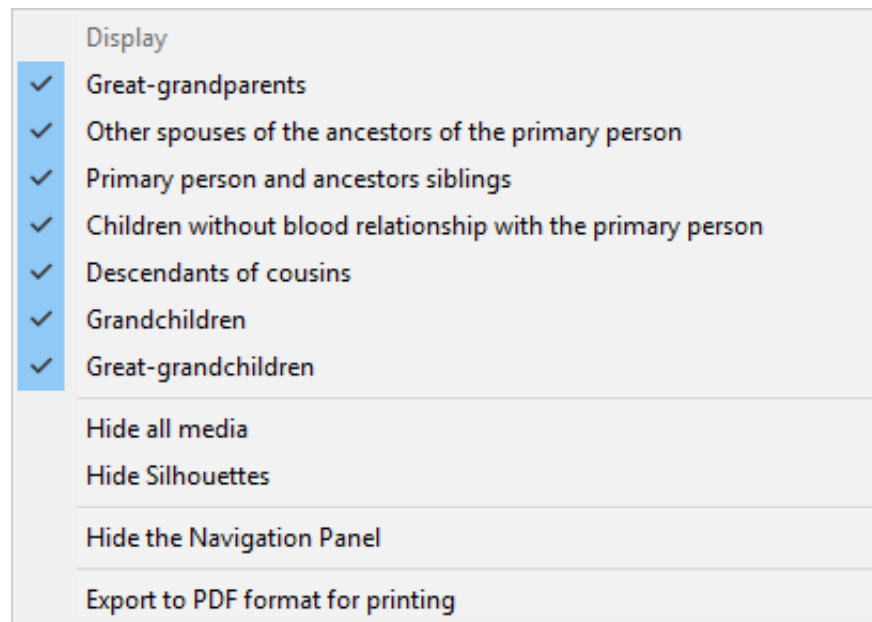 Display
Great-grandparents
Other spouses of the ancestors of the primary person
Primary person and ancestors siblings
Children without blood relationship with the primary person
Descendants of cousins
Grandchildren
Great-grandchildren
Hide all media
Hide Silhouettes
Hide the Navigation Panel
Export to PDF format for printing